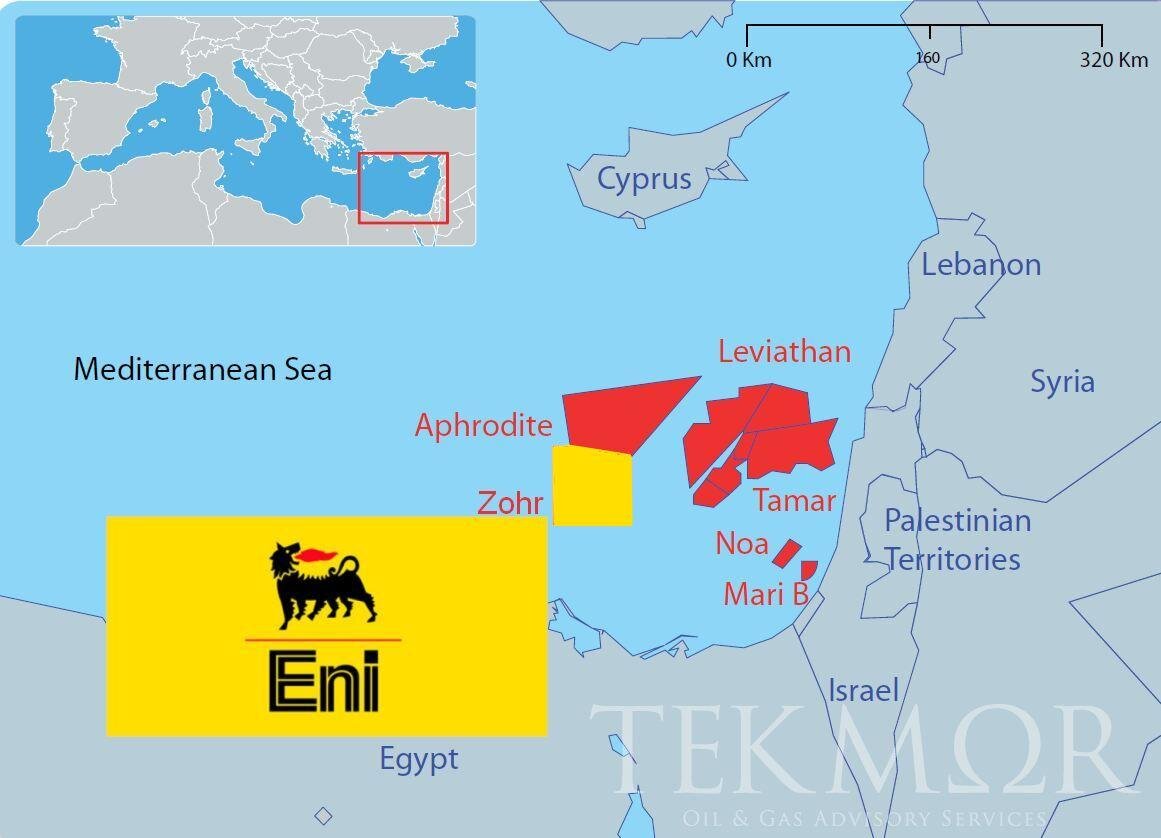 0 Km
160
320 Km
Cyprus
Lebanon
Mediterranean Sea
Leviathan
Syria
Aphrodite
Zohr
Tamar
Palestinian
Territories
Noa
Mari B
Eni
Israel
Egypt
TEKMΩR
OIL & GAS ADVISORY SERVICES